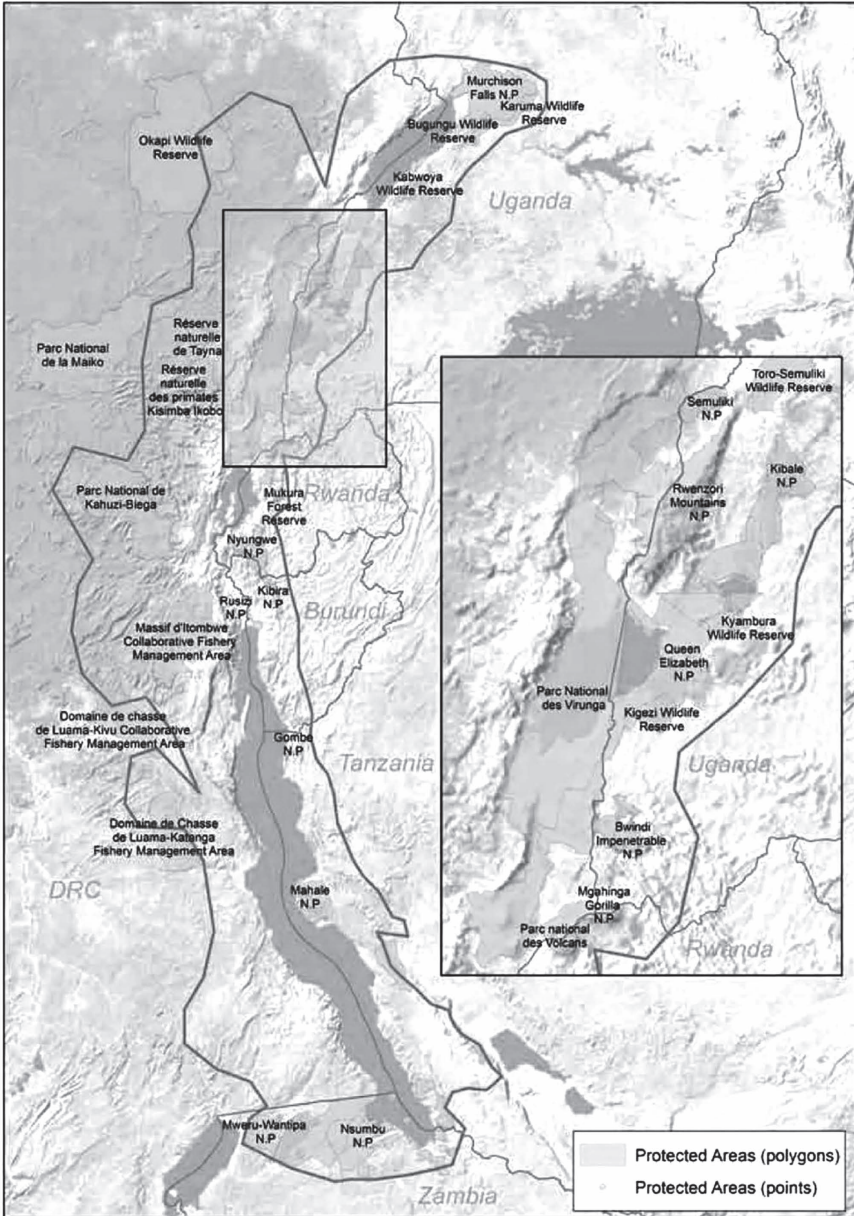 Murchison
Falls N.P
Karuma Wildlife
Reserve
Okapi Wildlife
Reserve
Bugungu Wildlife
Reserve
Kabwoya
Wildlife Reserve
Uganda
Parc National
de la Maiko
Réserve
naturelle
de Tayna
Réserve
naturelle
des primates
Kisimba Ikobo
Parc National de
Kahuzi-Biega
Mukura
Forest
Reserve
Rwanda
Nyungwe
N.P
Kibira
N.P
Rusizi
N.P
Burundi
Massif d'Itombwe
Collaborative Fishery
Management Area
Domaine de chasse
de Luama-Kivu Collaborative
Fishery Management Area
Gombe
N.P
Tanzania
Domaine de Chasse
de Luama-Katanga
Fishery Management Area
DRC
Mahale
N.P
Mweru-Wantipa
N.P
Nsumbu
N.P
Zambia
Toro-Semuliki
Wildlife Reserve
Semuliki
N.P
Kibale
N.P
Rwenzori
Mountains
N.P
Kyambura
Wildlife Reserve
Queen
Elizabeth
N.P
Parc National
des Virunga
Kigezi Wildlife
Reserve
Uganda
Bwindi
Impenetrable
N.P
Mgahinga
Gorilla
N.P
Parc national
des Volcans
Rwanda
Protected Areas (polygons)
Protected Areas (points)